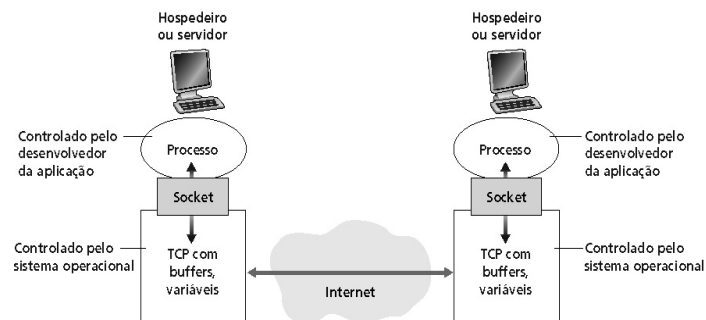 Hospedeiro
ou servidor
Controlado pelo
desenvolvedor
da aplicação
Processo
Socket
Controlado pelo
sistema operacional
TCP com
buffers,
variáveis
Internet
Hospedeiro
ou servidor
Processo
Controlado pelo
desenvolvedor
da aplicação
Socket
TCP com
buffers,
variáveis
Controlado pelo
sistema operacional